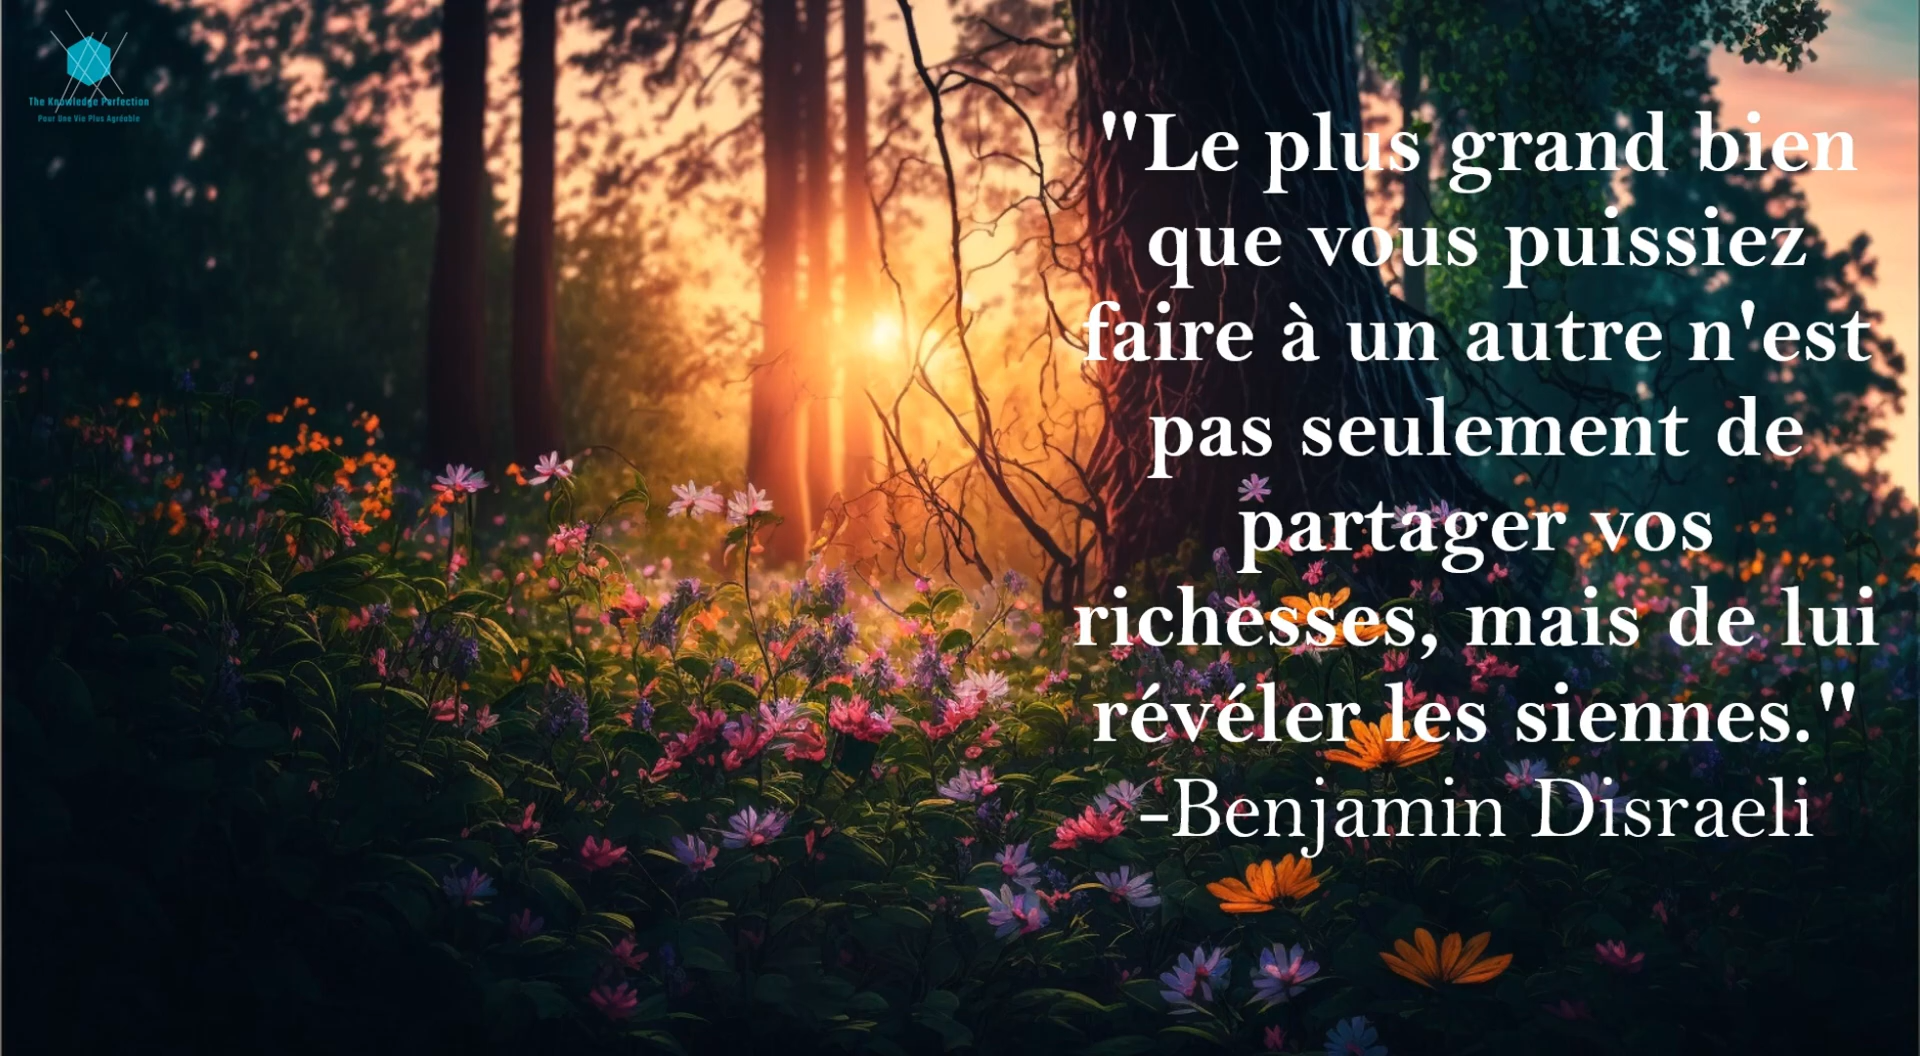 The Knowledge Perfection
Pour Une Vie Plus Agréable
"Le plus grand bien
que vous puissiez
faire à un autre n'est
pas seulement de
partager vos
richesses, mais de lui
révéler les siennes."
-Benjamin Disraeli